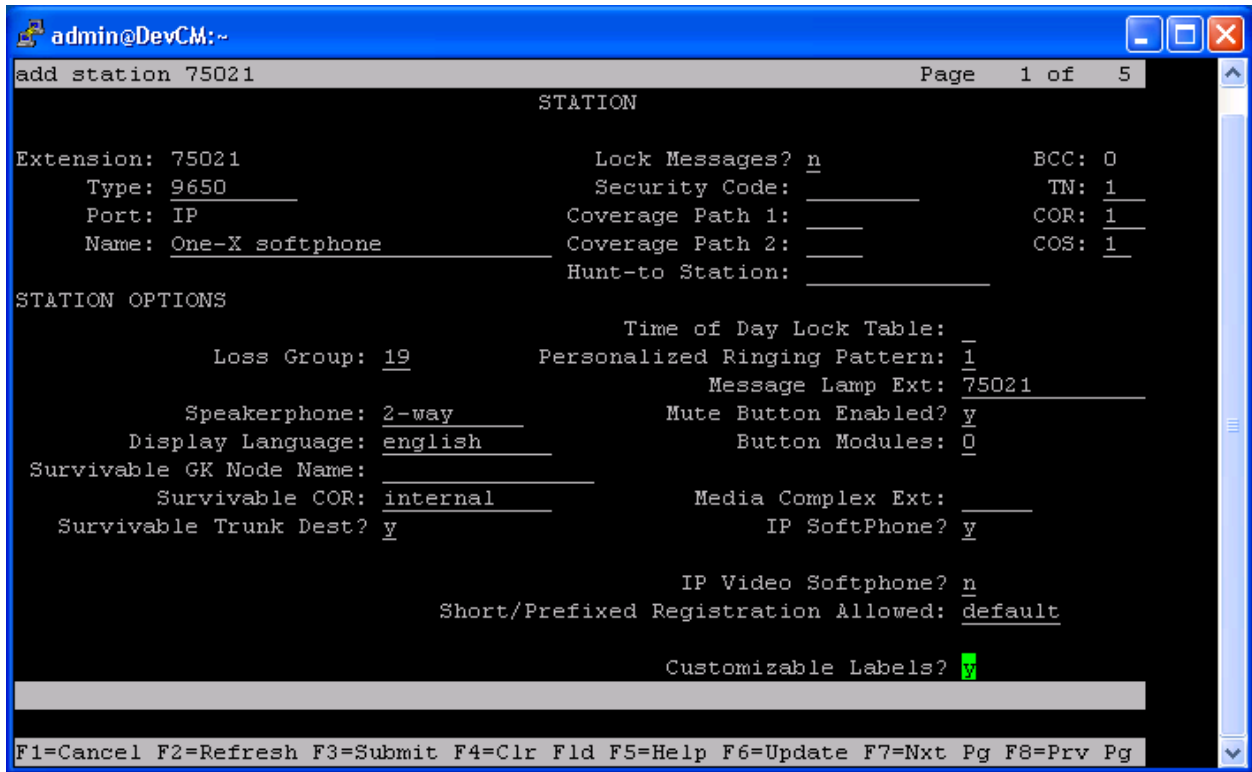 admin@DevCM:~
add station 75021 Page 1 of 5
STATION
Extension: 75021 Lock Messages? n BCC: 0
Type: 9650 Security Code: TN: 1
Port: IP Coverage Path 1: COR: 1
Name: One-X softphone Coverage Path 2: COS: 1
Hunt-to Station:
STATION OPTIONS
Time of Day Lock Table:
Loss Group: 19 Personalized Ringing Pattern: 1
Message Lamp Ext: 75021
Speakerphone: 2-way Mute Button Enabled? y
Display Language: english Button Modules: 0
Survivable GK Node Name:
Survivable COR: internal Media Complex Ext:
Survivable Trunk Dest? y IP SoftPhone? y
IP Video Softphone? n
Short/Prefixed Registration Allowed: default
Customizable Labels? y
F1=Cancel F2=Refresh F3=Submit F4=Clr Fld F5=Help F6=Update F7=Nxt Pg F8=Prv Pg